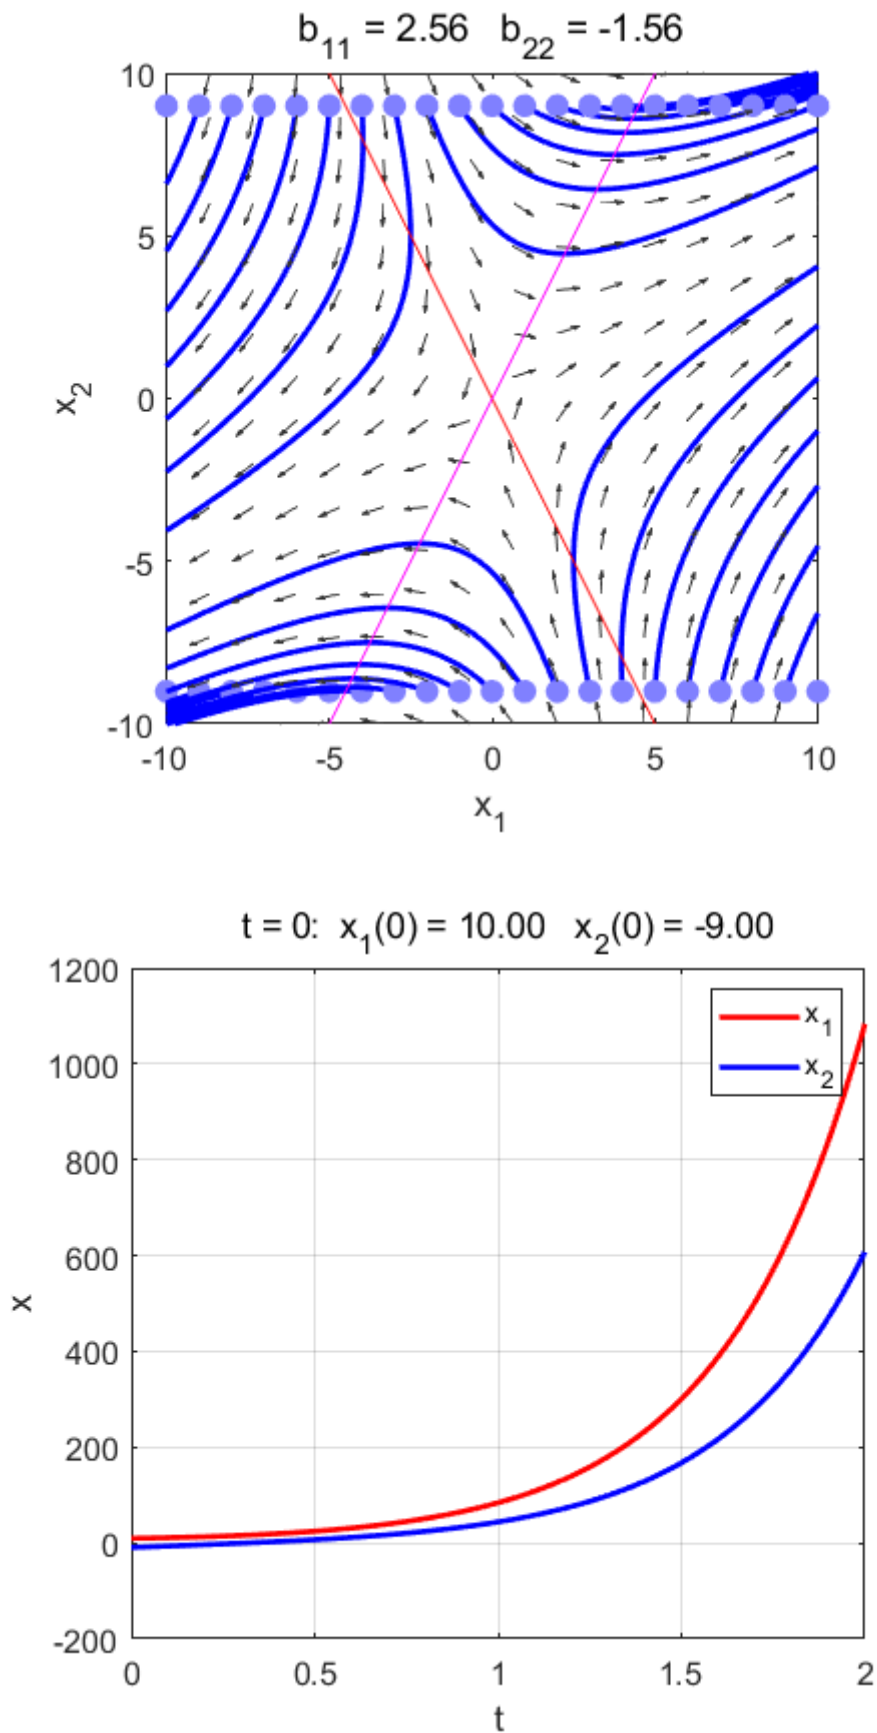 b₁₁ = 2.56 b₂₂ = -1.56
10
5
0
-5
-10
x₂
-10 -5 0 5 10
x₁
t = 0: x₁(0) = 10.00 x₂(0) = -9.00
1200
1000
800
600
400
200
0
-200
x
x₁
x₂
0 0.5 1 1.5 2
t